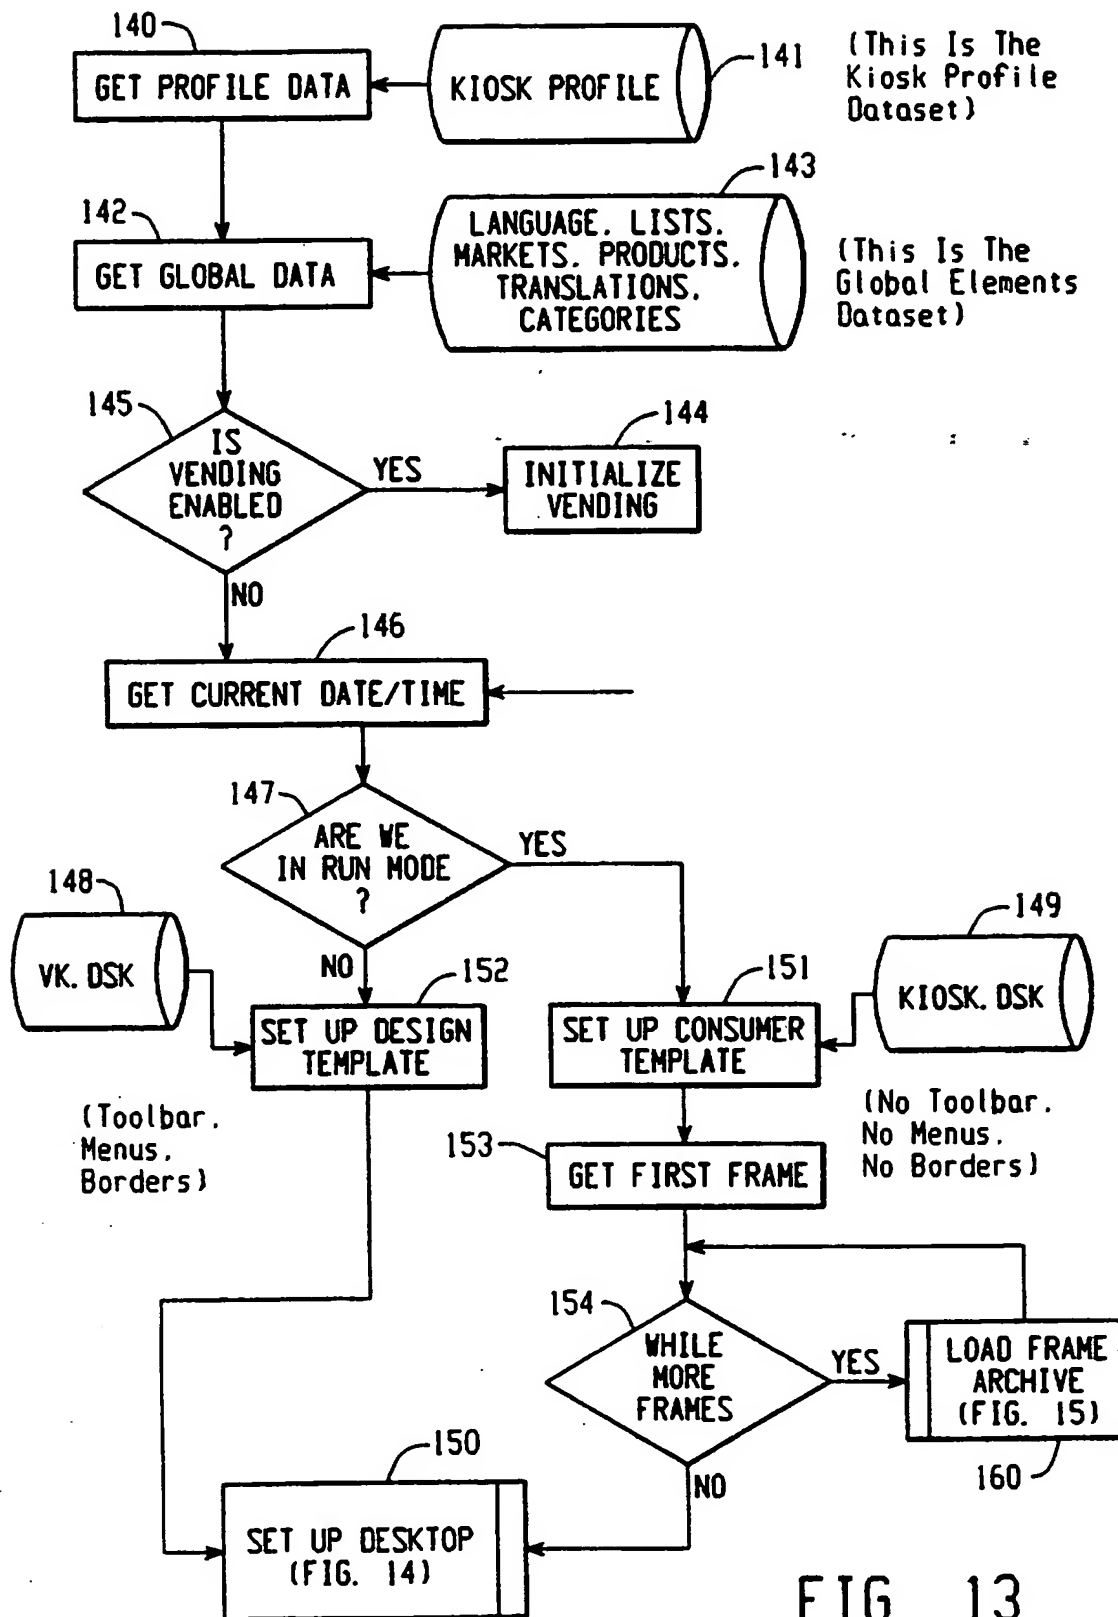 140
GET PROFILE DATA
KIOSK PROFILE
141
(This Is The
Kiosk Profile
Dataset)
142
GET GLOBAL DATA
143
LANGUAGE. LISTS.
MARKETS. PRODUCTS.
TRANSLATIONS.
CATEGORIES
(This Is The
Global Elements
Dataset)
145
IS
VENDING
ENABLED
?
YES
144
INITIALIZE
VENDING
NO
146
GET CURRENT DATE/TIME
147
ARE WE
IN RUN MODE
?
YES
NO
148
VK. DSK
152
SET UP DESIGN
TEMPLATE
(Toolbar.
Menus.
Borders)
151
SET UP CONSUMER
TEMPLATE
149
KIOSK. DSK
(No Toolbar.
No Menus.
No Borders)
153
GET FIRST FRAME
154
WHILE
MORE
FRAMES
YES
LOAD FRAME
ARCHIVE
(FIG. 15)
160
NO
150
SET UP DESKTOP
(FIG. 14)
FIG. 13